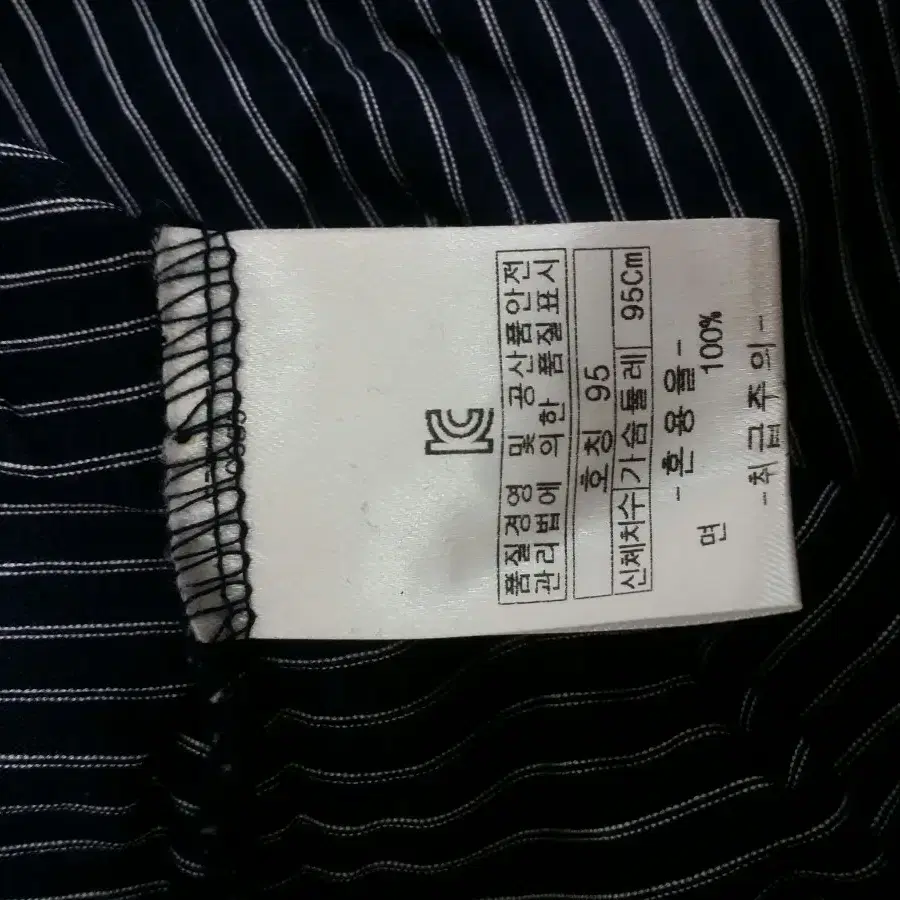 KC
품질경영 및 공산품안전
관리법에 의한 품질표시
호칭 95
신체치수 가슴둘레 95Cm
-혼용율-
면 100%
-취급주의-